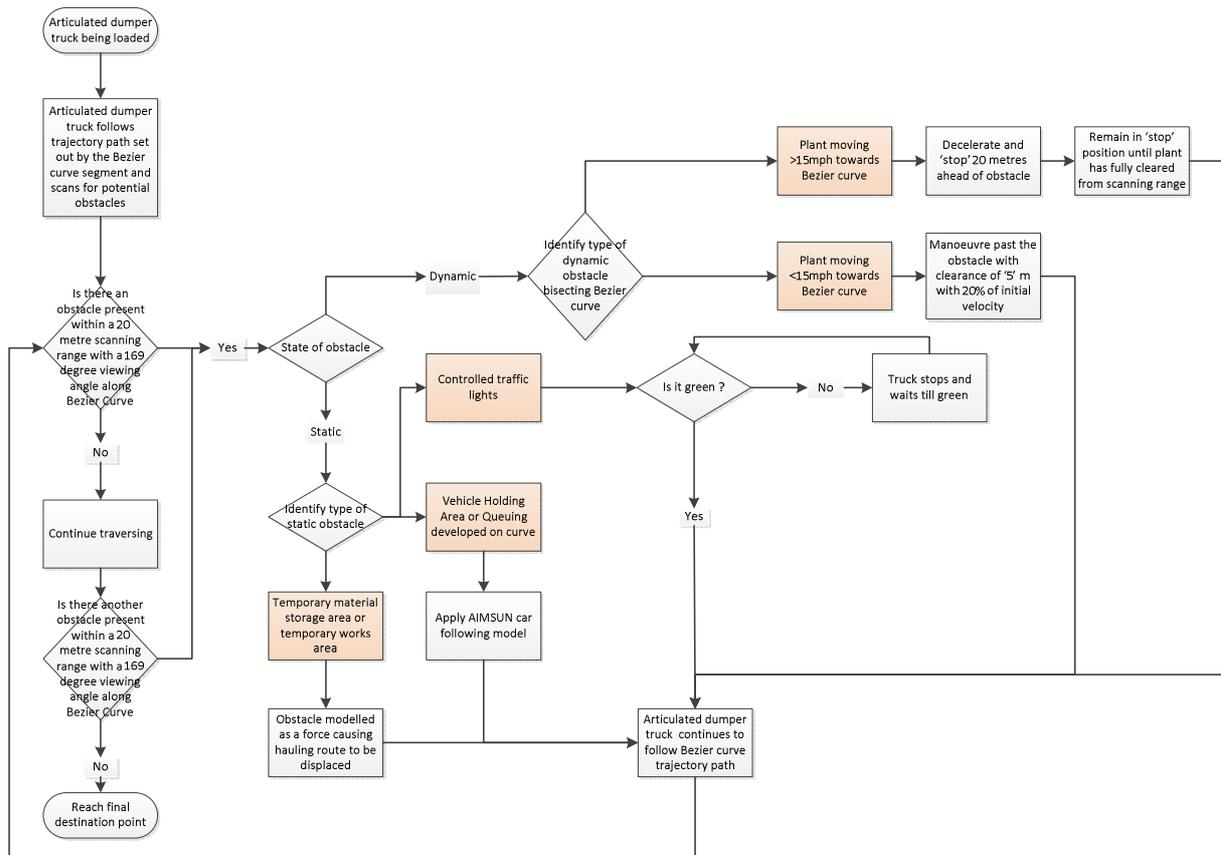 Articulated dumper
truck being loaded
Articulated dumper
truck follows
trajectory path set
out by the Bezier
curve segment and
scans for potential
obstacles
Is there an
obstacle present
within a 20
metre scanning
range with a 169
degree viewing
angle along
Bezier Curve
No
Continue traversing
Is there another
obstacle present
within a 20
metre scanning
range with a 169
degree viewing
angle along
Bezier Curve
No
Reach final
destination point
Yes
State of obstacle
Dynamic
Identify type of
dynamic
obstacle
bisecting Bezier
curve
Plant moving
>15mph towards
Bezier curve
Decelerate and
‘stop’ 20 metres
ahead of obstacle
Remain in ‘stop’
position until plant
has fully cleared
from scanning range
Plant moving
<15mph towards
Bezier curve
Manoeuvre past the
obstacle with
clearance of ‘5’ m
with 20% of initial
velocity
Static
Identify type of
static obstacle
Controlled traffic
lights
Is it green ?
No
Truck stops and
waits till green
Yes
Vehicle Holding
Area or Queuing
developed on curve
Apply AIMSUN car
following model
Temporary material
storage area or
temporary works
area
Obstacle modelled
as a force causing
hauling route to be
displaced
Articulated dumper
truck continues to
follow Bezier curve
trajectory path